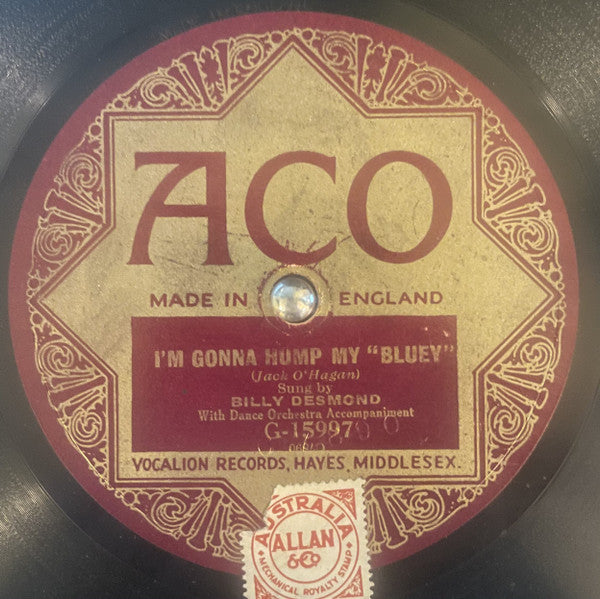 ACO
MADE IN ENGLAND
I'M GONNA HUMP MY "BLUEY"
(Jack O'Hagan)
Sung by
BILLY DESMOND
With Dance Orchestra Accompaniment
G-15997
VOCALION RECORDS, HAYES, MIDDLESEX.
AUSTRALIA
ALLAN
& Co
MECHANICAL ROYALTY STAMP